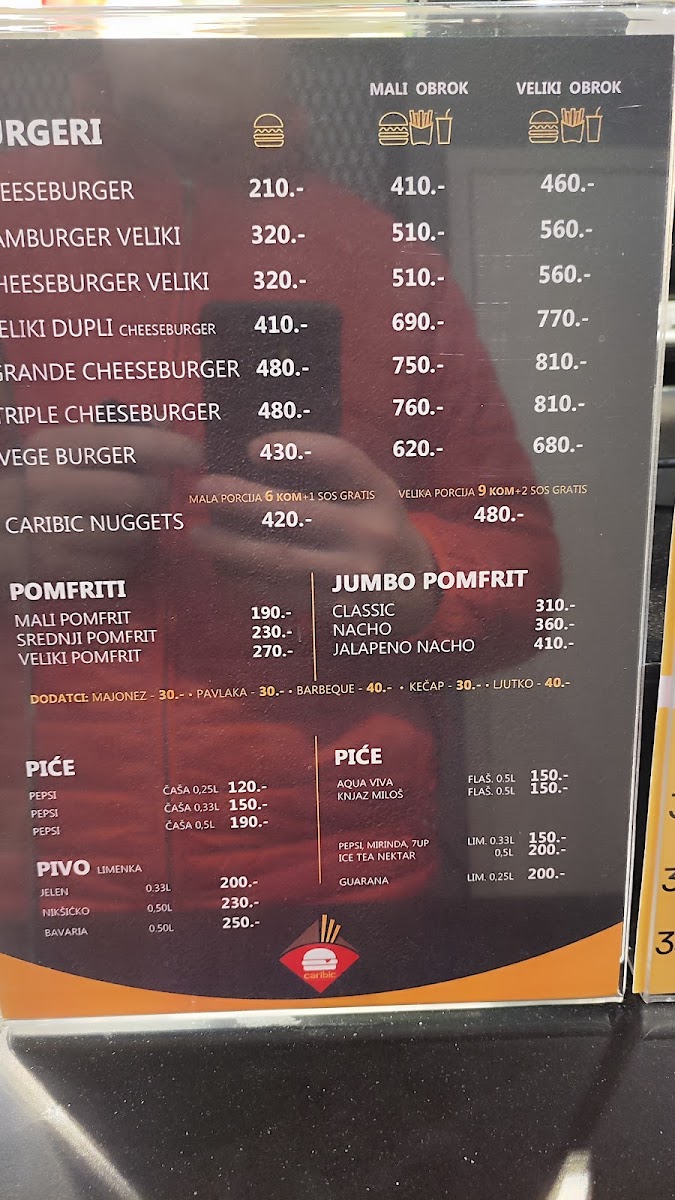 MALI OBROK VELIKI OBROK
URGERI
EESEBURGER 210.- 410.- 460.-
AMBURGER VELIKI 320.- 510.- 560.-
HEESEBURGER VELIKI 320.- 510.- 560.-
ELIKI DUPLI CHEESEBURGER 410.- 690.- 770.-
GRANDE CHEESEBURGER 480.- 750.- 810.-
TRIPLE CHEESEBURGER 480.- 760.- 810.-
VEGE BURGER 430.- 620.- 680.-
MALA PORCIJA 6 KOM+1 SOS GRATIS VELIKA PORCIJA 9 KOM+2 SOS GRATIS
CARIBIC NUGGETS 420.- 480.-
POMFRITI
MALI POMFRIT 190.-
SREDNJI POMFRIT 230.-
VELIKI POMFRIT 270.-
JUMBO POMFRIT
CLASSIC 310.-
NACHO 360.-
JALAPENO NACHO 410.-
DODATCI: MAJONEZ - 30.- • PAVLAKA - 30.- • BARBEQUE - 40.- • KEČAP - 30.- • LJUTKO - 40.-
PIĆE
PEPSI ČAŠA 0,25L 120.-
PEPSI ČAŠA 0,33L 150.-
PEPSI ČAŠA 0,5L 190.-
PIVO LIMENKA
JELEN 0.33L 200.-
NIKŠIĆKO 0,50L 230.-
BAVARIA 0.50L 250.-
PIĆE
AQUA VIVA FLAŠ. 0.5L 150.-
KNJAZ MILOŠ FLAŠ. 0.5L 150.-
PEPSI, MIRINDA, 7UP LIM. 0.33L 150.-
ICE TEA NEKTAR 0,5L 200.-
GUARANA LIM. 0,25L 200.-
caribic
3
3